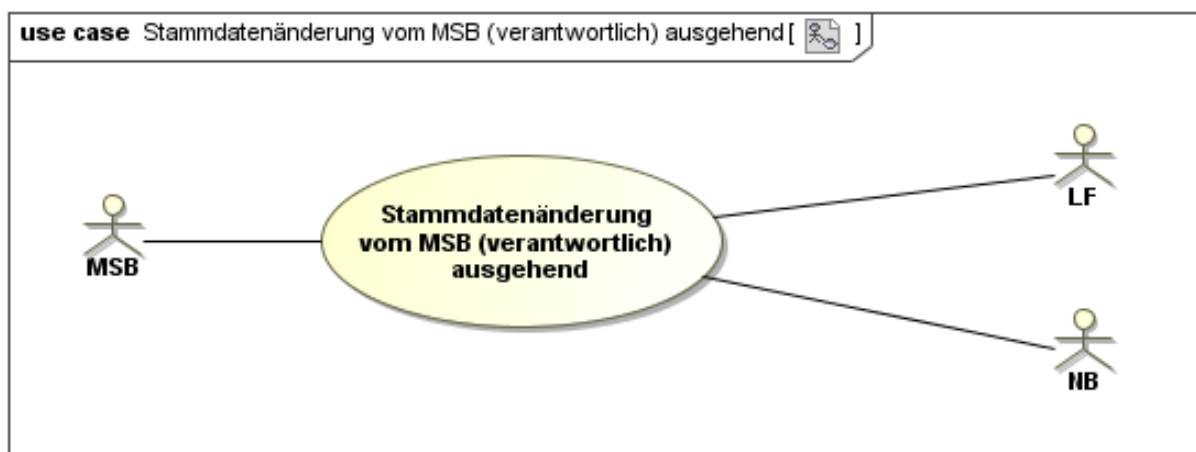 use case Stammdatenänderung vom MSB (verantwortlich) ausgehend [ ]
MSB
Stammdatenänderung
vom MSB (verantwortlich)
ausgehend
LF
NB